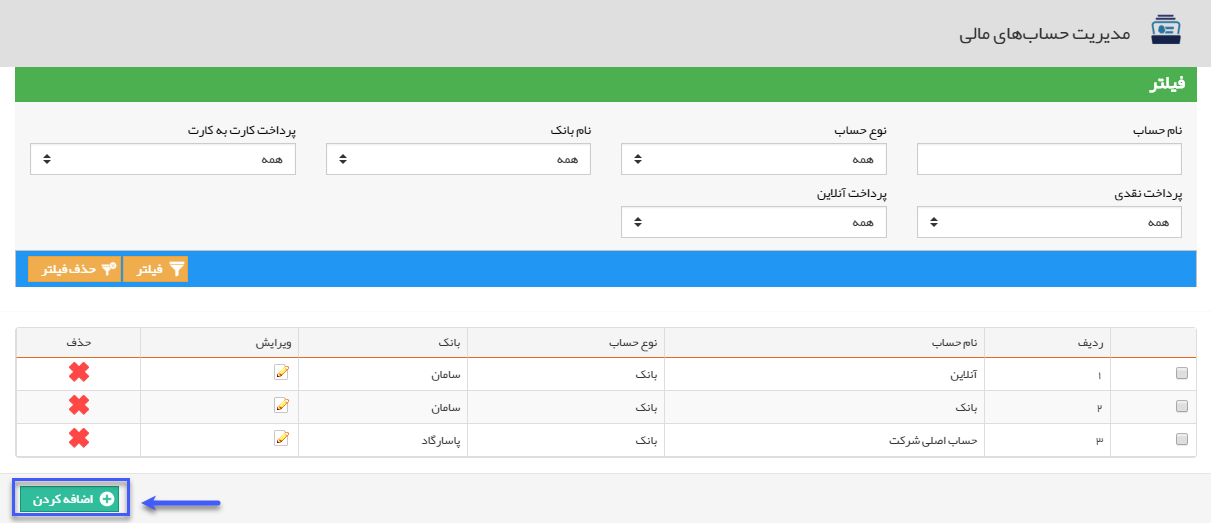 مدیریت حساب‌های مالی
فیلتر
نام حساب نوع حساب نام بانک پرداخت کارت به کارت
همه همه همه
پرداخت نقدی پرداخت آنلاین
همه همه
فیلتر حذف فیلتر
ردیف نام حساب نوع حساب بانک ویرایش حذف
۱ آنلاین بانک سامان
۲ بانک بانک سامان
۳ حساب اصلی شرکت بانک پاسارگاد
اضافه کردن